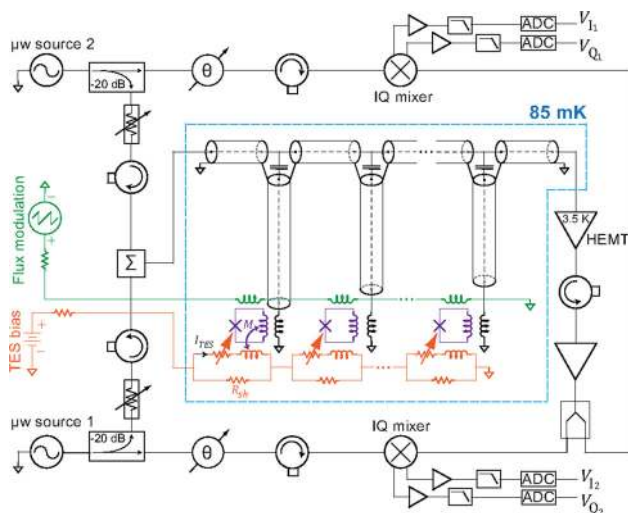 V_I1
μw source 2
ADC
-20 dB
θ
ADC
V_Q1
IQ mixer
85 mK
3.5 K
HEMT
Flux modulation
Σ
TES bias
M
I_TES
R_sh
μw source 1
-20 dB
θ
IQ mixer
ADC
V_I2
ADC
V_Q2